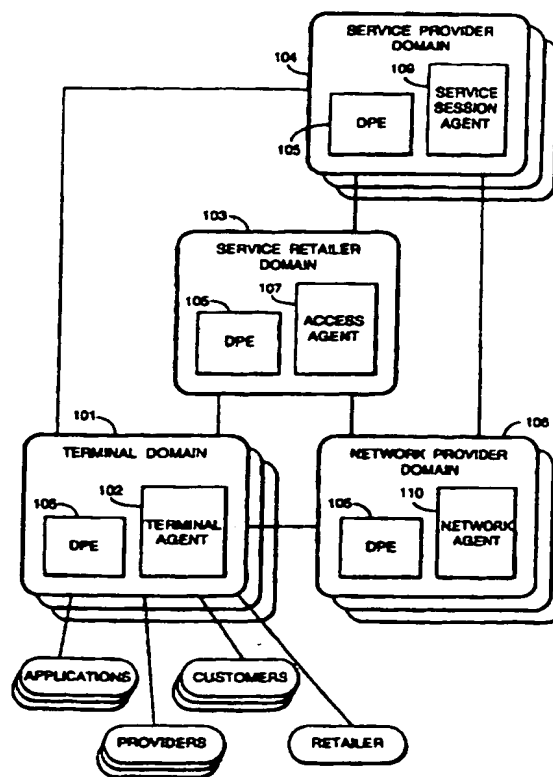 SERVICE PROVIDER
DOMAIN
104
109
SERVICE
SESSION
AGENT
DPE
105
103
SERVICE RETAILER
DOMAIN
107
105
ACCESS
AGENT
DPE
101
TERMINAL DOMAIN
102
105
TERMINAL
AGENT
DPE
106
NETWORK PROVIDER
DOMAIN
105
110
NETWORK
AGENT
DPE
APPLICATIONS
CUSTOMERS
PROVIDERS
RETAILER